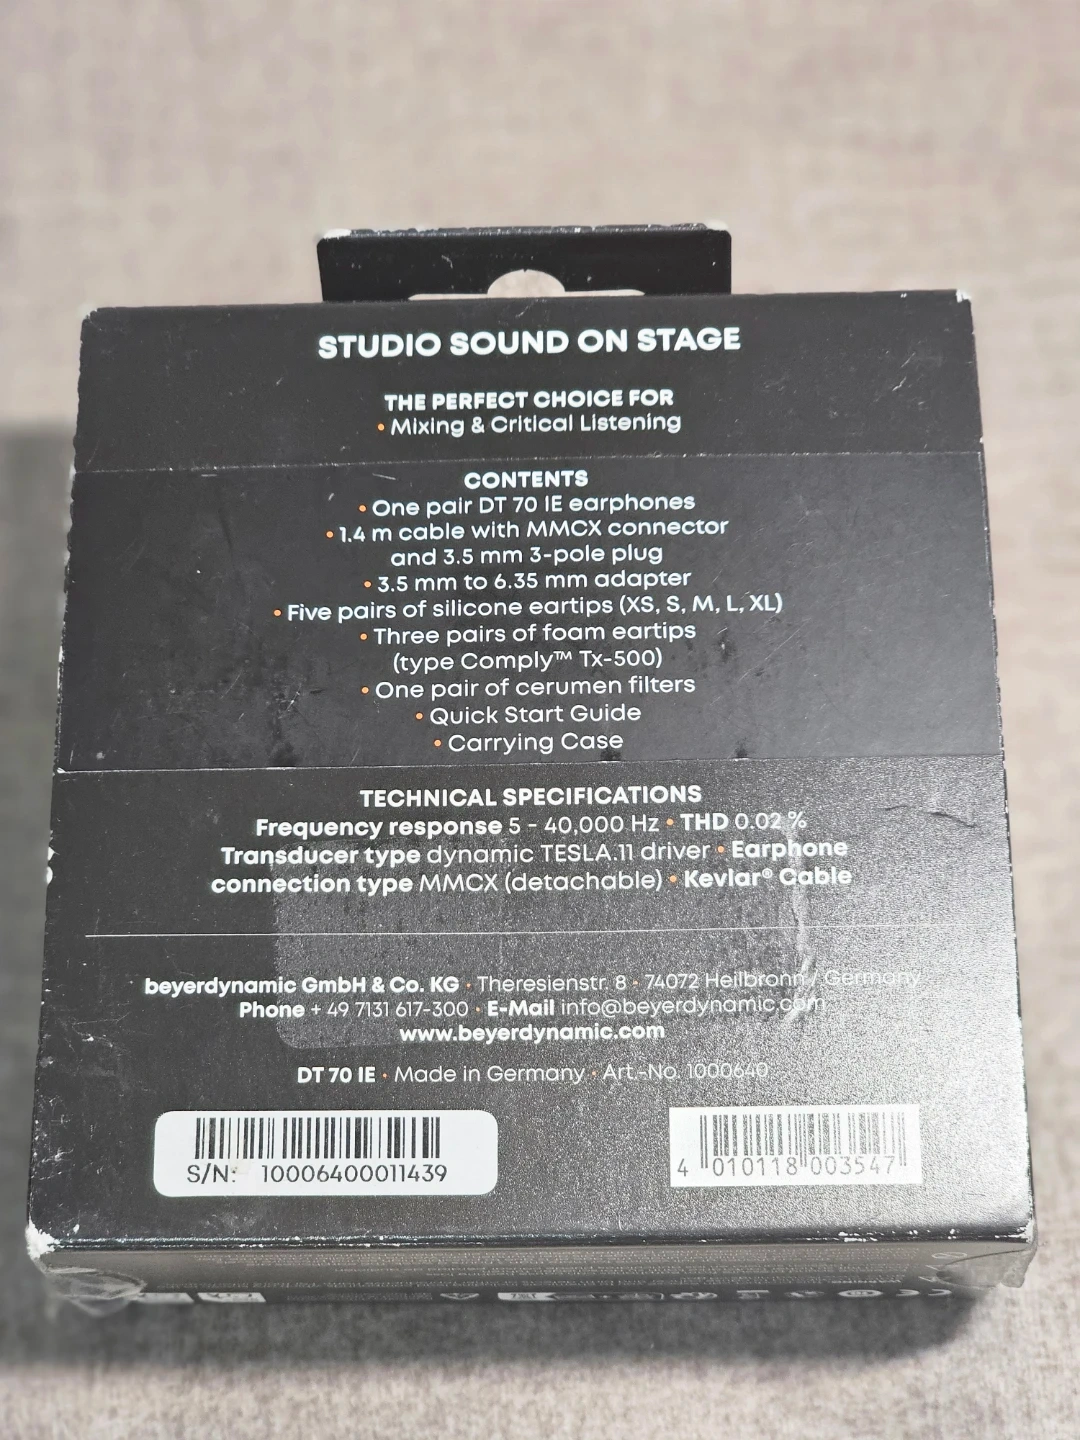 STUDIO SOUND ON STAGE
THE PERFECT CHOICE FOR
• Mixing & Critical Listening
CONTENTS
• One pair DT 70 IE earphones
• 1.4 m cable with MMCX connector
and 3.5 mm 3-pole plug
• 3.5 mm to 6.35 mm adapter
• Five pairs of silicone eartips (XS, S, M, L, XL)
• Three pairs of foam eartips
(type Comply™ Tx-500)
• One pair of cerumen filters
• Quick Start Guide
• Carrying Case
TECHNICAL SPECIFICATIONS
Frequency response 5 - 40,000 Hz • THD 0.02 %
Transducer type dynamic TESLA.11 driver • Earphone
connection type MMCX (detachable) • Kevlar® Cable
beyerdynamic GmbH & Co. KG • Theresienstr. 8 • 74072 Heilbronn / Germany
Phone + 49 7131 617-300 • E-Mail info@beyerdynamic.com
www.beyerdynamic.com
DT 70 IE • Made in Germany • Art.-No. 1000640
S/N: 10006400011439
4 010118 003547